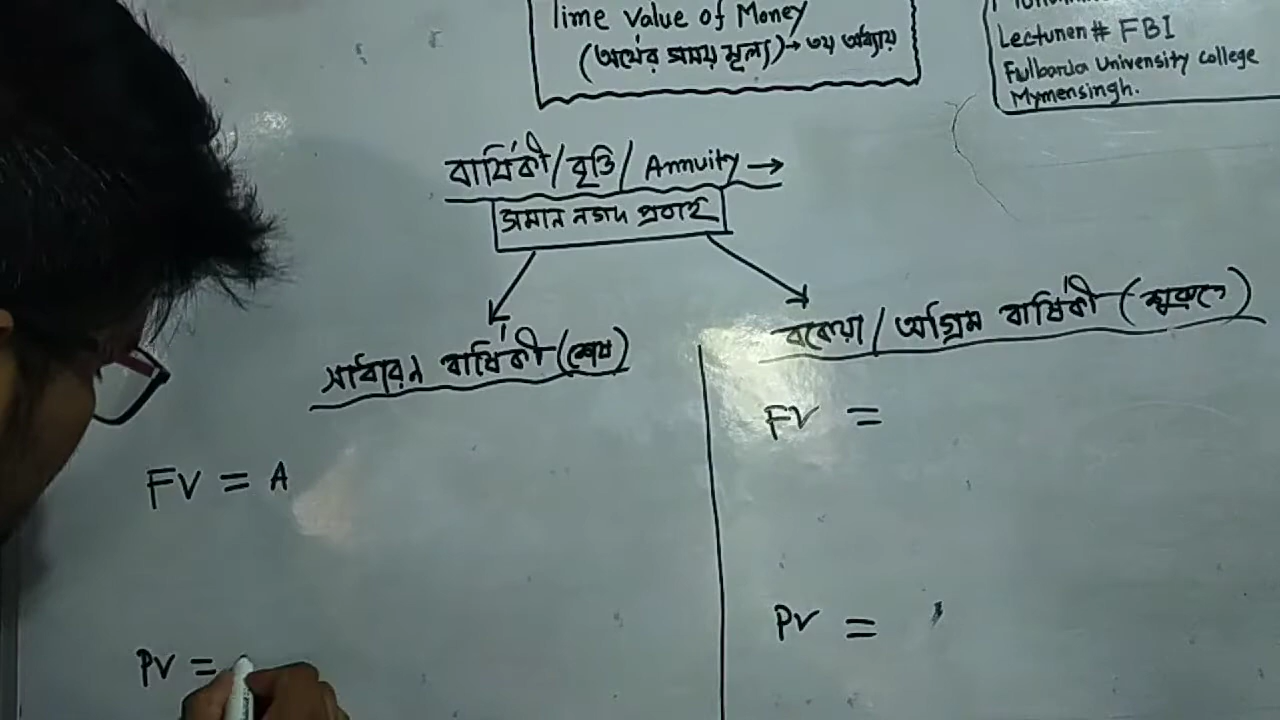 Time Value of Money
(অর্থের সময় মূল্য)→ ৩য় অধ্যায়
Lecturer # FBI
Fulbaria University College
Mymensingh.
বার্ষিকী/বৃত্তি/ Annuity →
সমান নগদ প্রবাহ
সাধারন বার্ষিকী (শেষে)
বকেয়া/অগ্রিম বার্ষিকী (শুরুতে)
FV = A
FV =
PV =
PV =